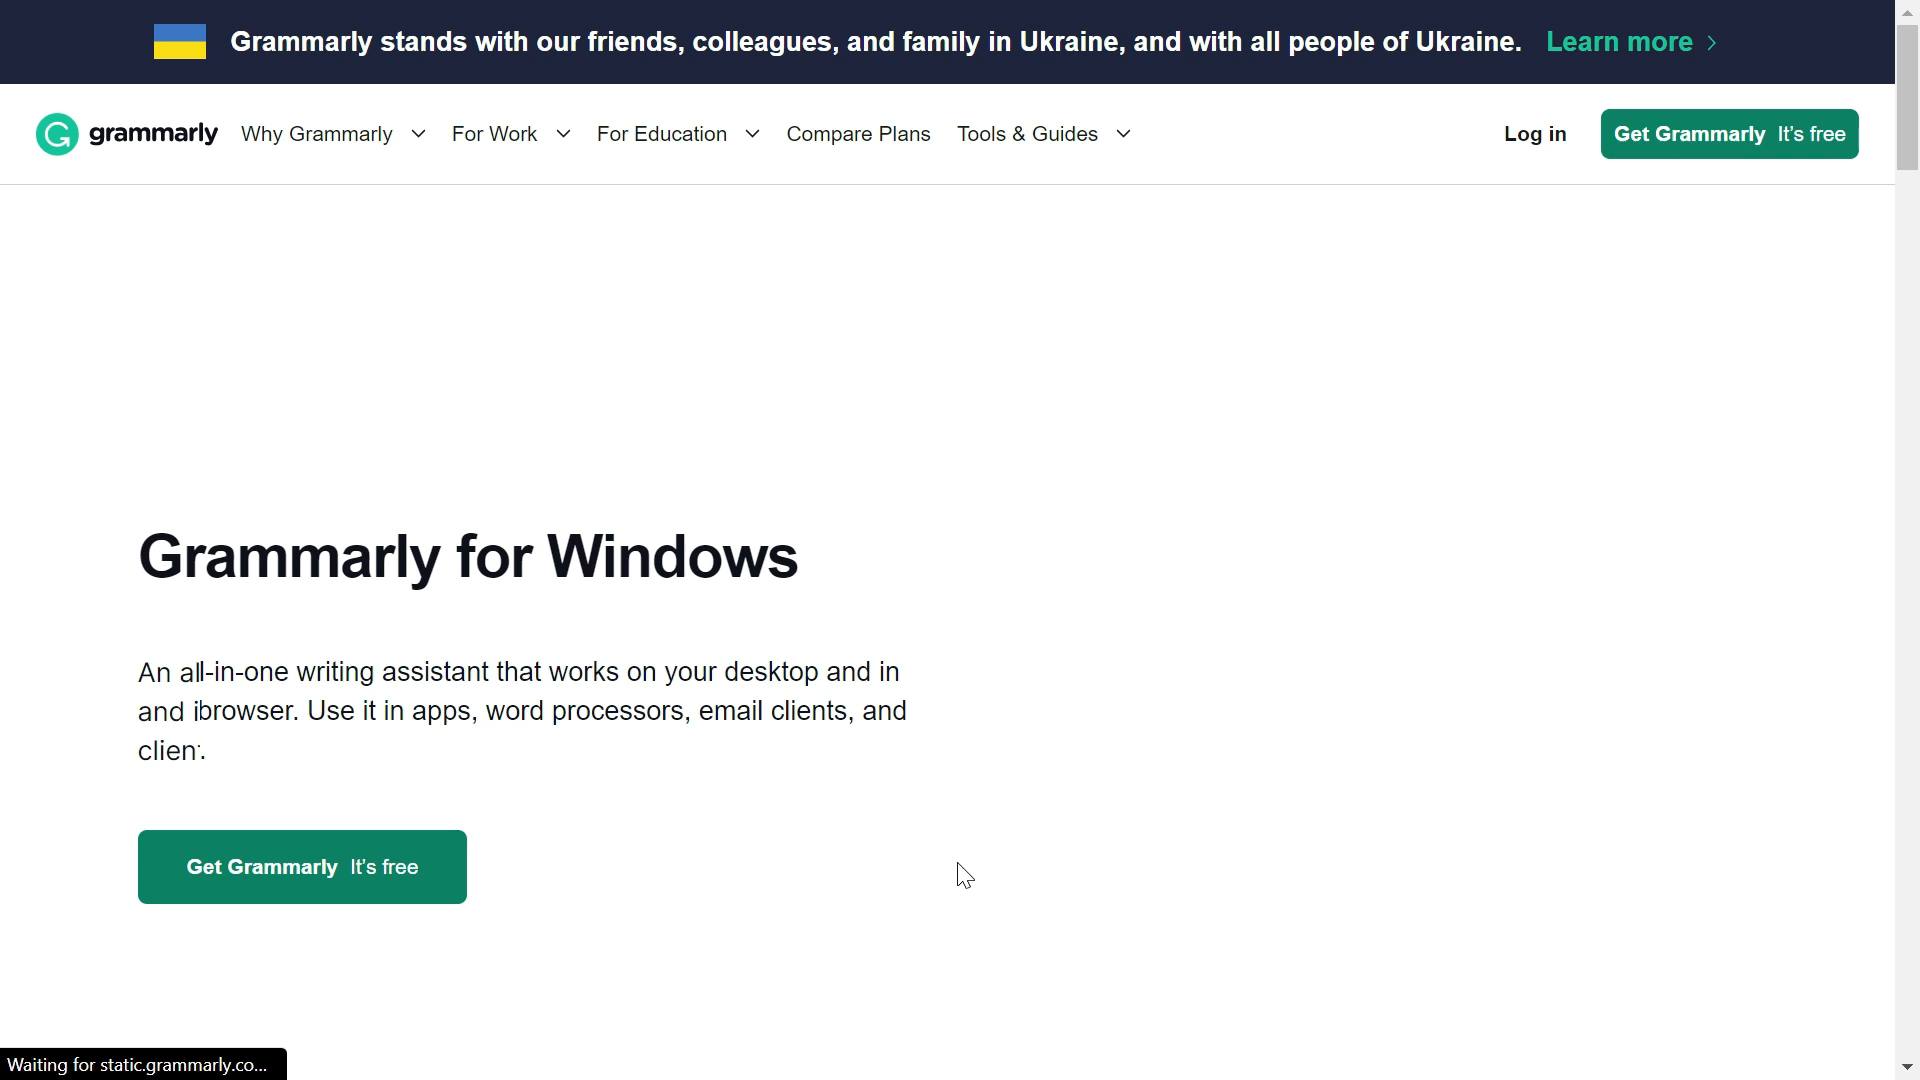 Grammarly stands with our friends, colleagues, and family in Ukraine, and with all people of Ukraine. Learn more
grammarly Why Grammarly For Work For Education Compare Plans Tools & Guides Log in Get Grammarly It's free
Grammarly for Windows
An all-in-one writing assistant that works on your desktop and in
and ibrowser. Use it in apps, word processors, email clients, and
clien.
Get Grammarly It's free
Waiting for static.grammarly.co...